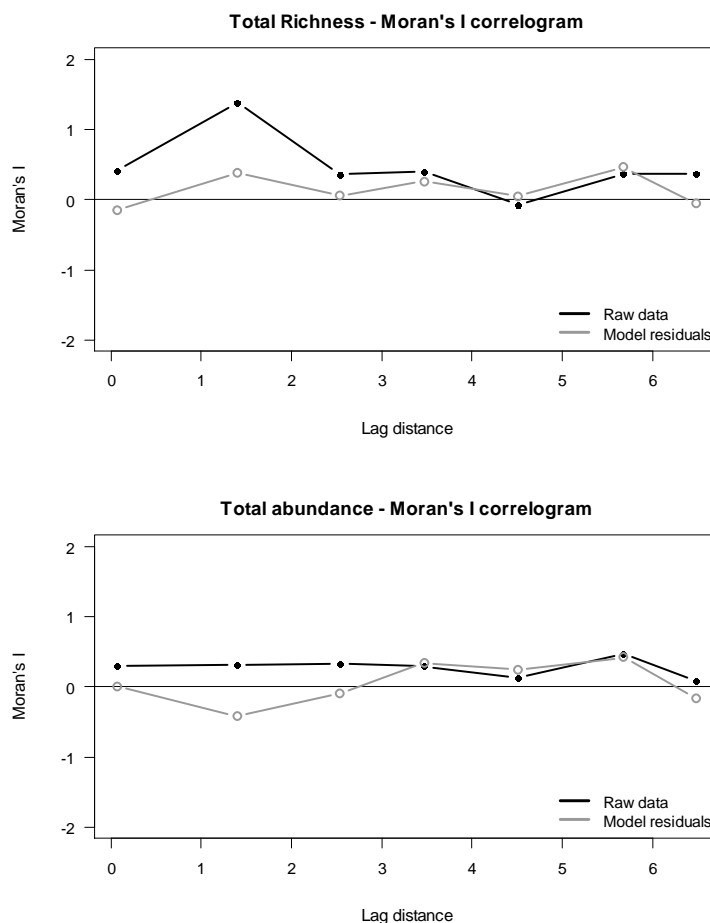 Total Richness - Moran's I correlogram
2
1
0
-1
-2
Moran's I
Raw data
Model residuals
0 1 2 3 4 5 6
Lag distance
Total abundance - Moran's I correlogram
2
1
0
-1
-2
Moran's I
Raw data
Model residuals
0 1 2 3 4 5 6
Lag distance